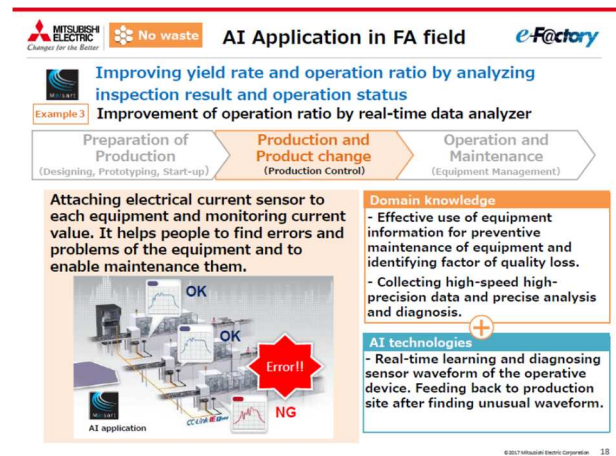 MITSUBISHI
ELECTRIC
Changes for the Better
No waste
AI Application in FA field
e-F@ctory
Maisart
Improving yield rate and operation ratio by analyzing
inspection result and operation status
Example 3
Improvement of operation ratio by real-time data analyzer
Preparation of
Production
(Designing, Prototyping, Start-up)
Production and
Product change
(Production Control)
Operation and
Maintenance
(Equipment Management)
Attaching electrical current sensor to
each equipment and monitoring current
value. It helps people to find errors and
problems of the equipment and to
enable maintenance them.
OK
OK
Error!!
NG
Maisart
AI application
CC-Link IE Field
Domain knowledge
- Effective use of equipment
information for preventive
maintenance of equipment and
identifying factor of quality loss.
- Collecting high-speed high-
precision data and precise analysis
and diagnosis.
+
AI technologies
- Real-time learning and diagnosing
sensor waveform of the operative
device. Feeding back to production
site after finding unusual waveform.
©2017 Mitsubishi Electric Corporation
18